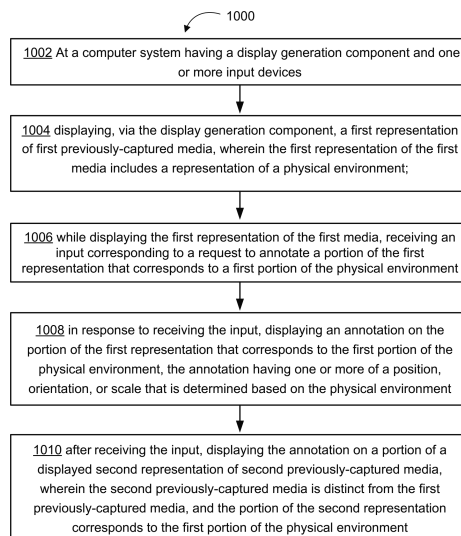 1000
1002 At a computer system having a display generation component and one
or more input devices
1004 displaying, via the display generation component, a first representation
of first previously-captured media, wherein the first representation of the first
media includes a representation of a physical environment;
1006 while displaying the first representation of the first media, receiving an
input corresponding to a request to annotate a portion of the first
representation that corresponds to a first portion of the physical environment
1008 in response to receiving the input, displaying an annotation on the
portion of the first representation that corresponds to the first portion of the
physical environment, the annotation having one or more of a position,
orientation, or scale that is determined based on the physical environment
1010 after receiving the input, displaying the annotation on a portion of a
displayed second representation of second previously-captured media,
wherein the second previously-captured media is distinct from the first
previously-captured media, and the portion of the second representation
corresponds to the first portion of the physical environment